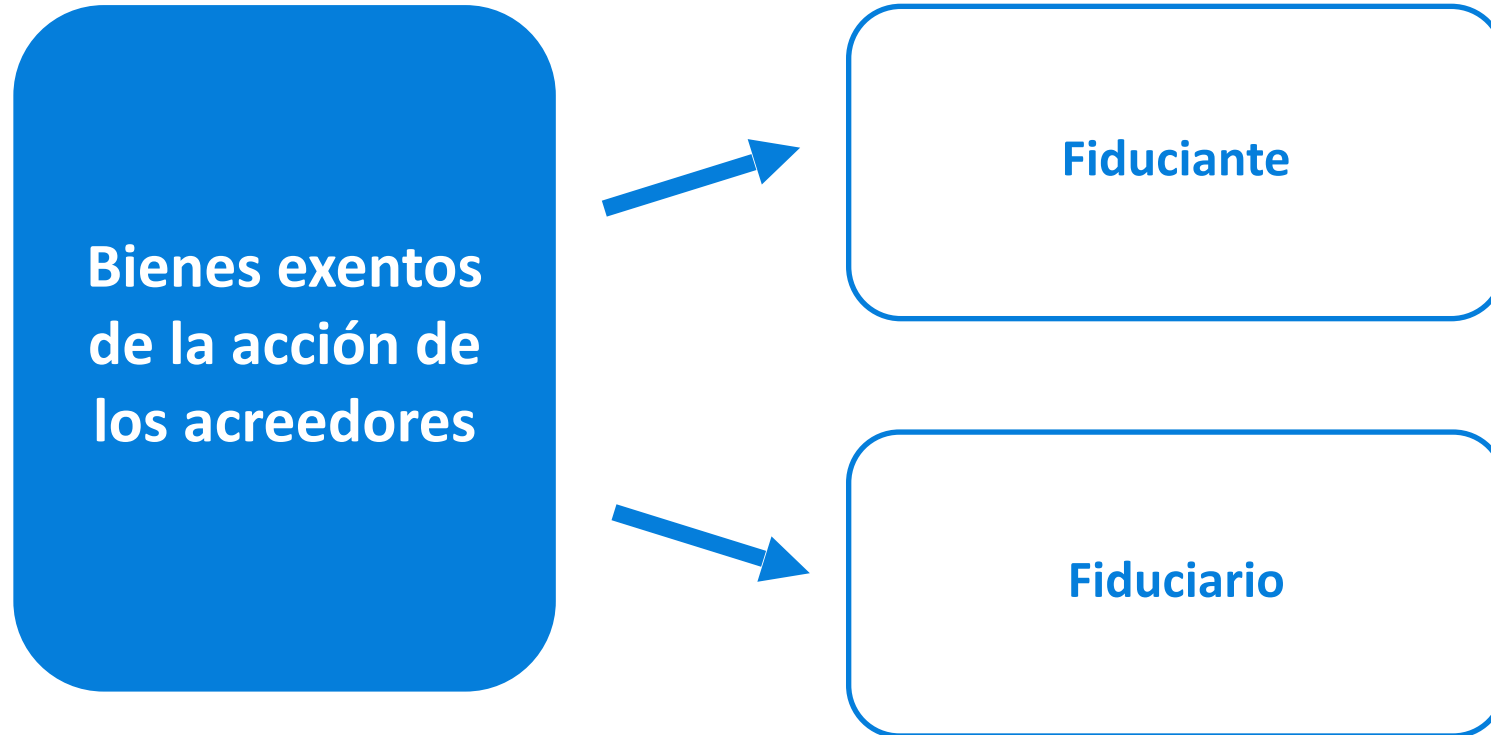 Bienes exentos
de la acción de
los acreedores
Fiduciante
Fiduciario